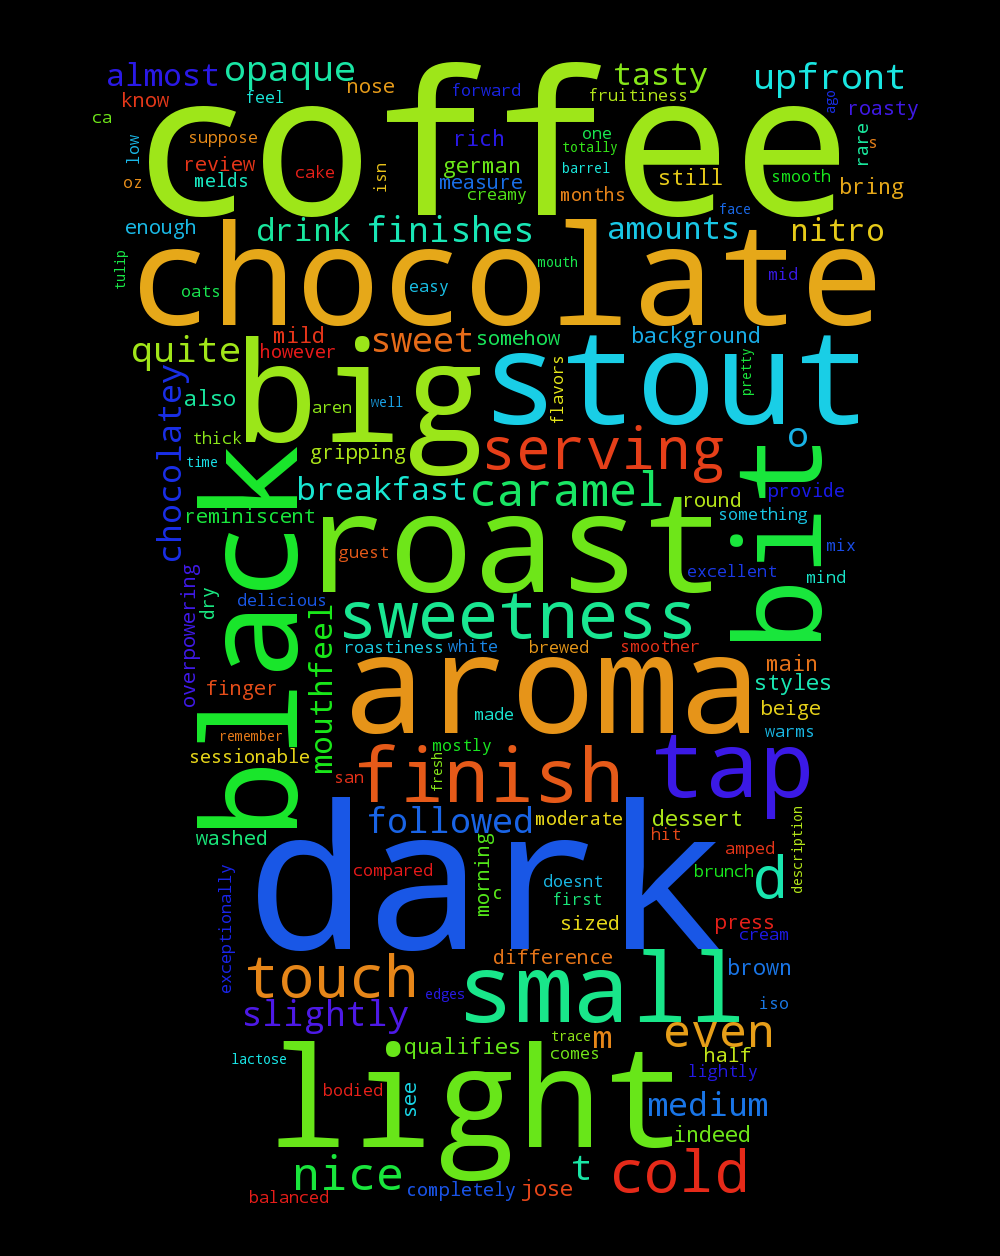 almost opaque nose forward tasty upfront
know feel coffee fruitiness ago roasty
ca low suppose rich one totally rare s
oz review melds cake isn german measure creamy barrel months still smooth bring
enough drink finishes amounts face nitro
tulip oats chocolate easy mouth mid
quite mild however sweet somehow background
chocolatey also big aren well stout flavors pretty
thick time gripping serving o
black breakfast caramel round bit provide
reminiscent roast something mix
guest excellent mind
overpowering dry delicious sweetness
mouthfeel roastiness white brewed smoother main
finger aroma styles
made beige
remember mostly warms
sessionable san finish fresh tap
washed followed moderate dessert description
dark morning hit amped
exceptionally compared c doesnt first brunch d
sized press cream
touch difference small brown
edges iso
slightly trace m even
lactose qualifies comes half
light bodied see lightly
medium
indeed
nice t cold
balanced completely jose